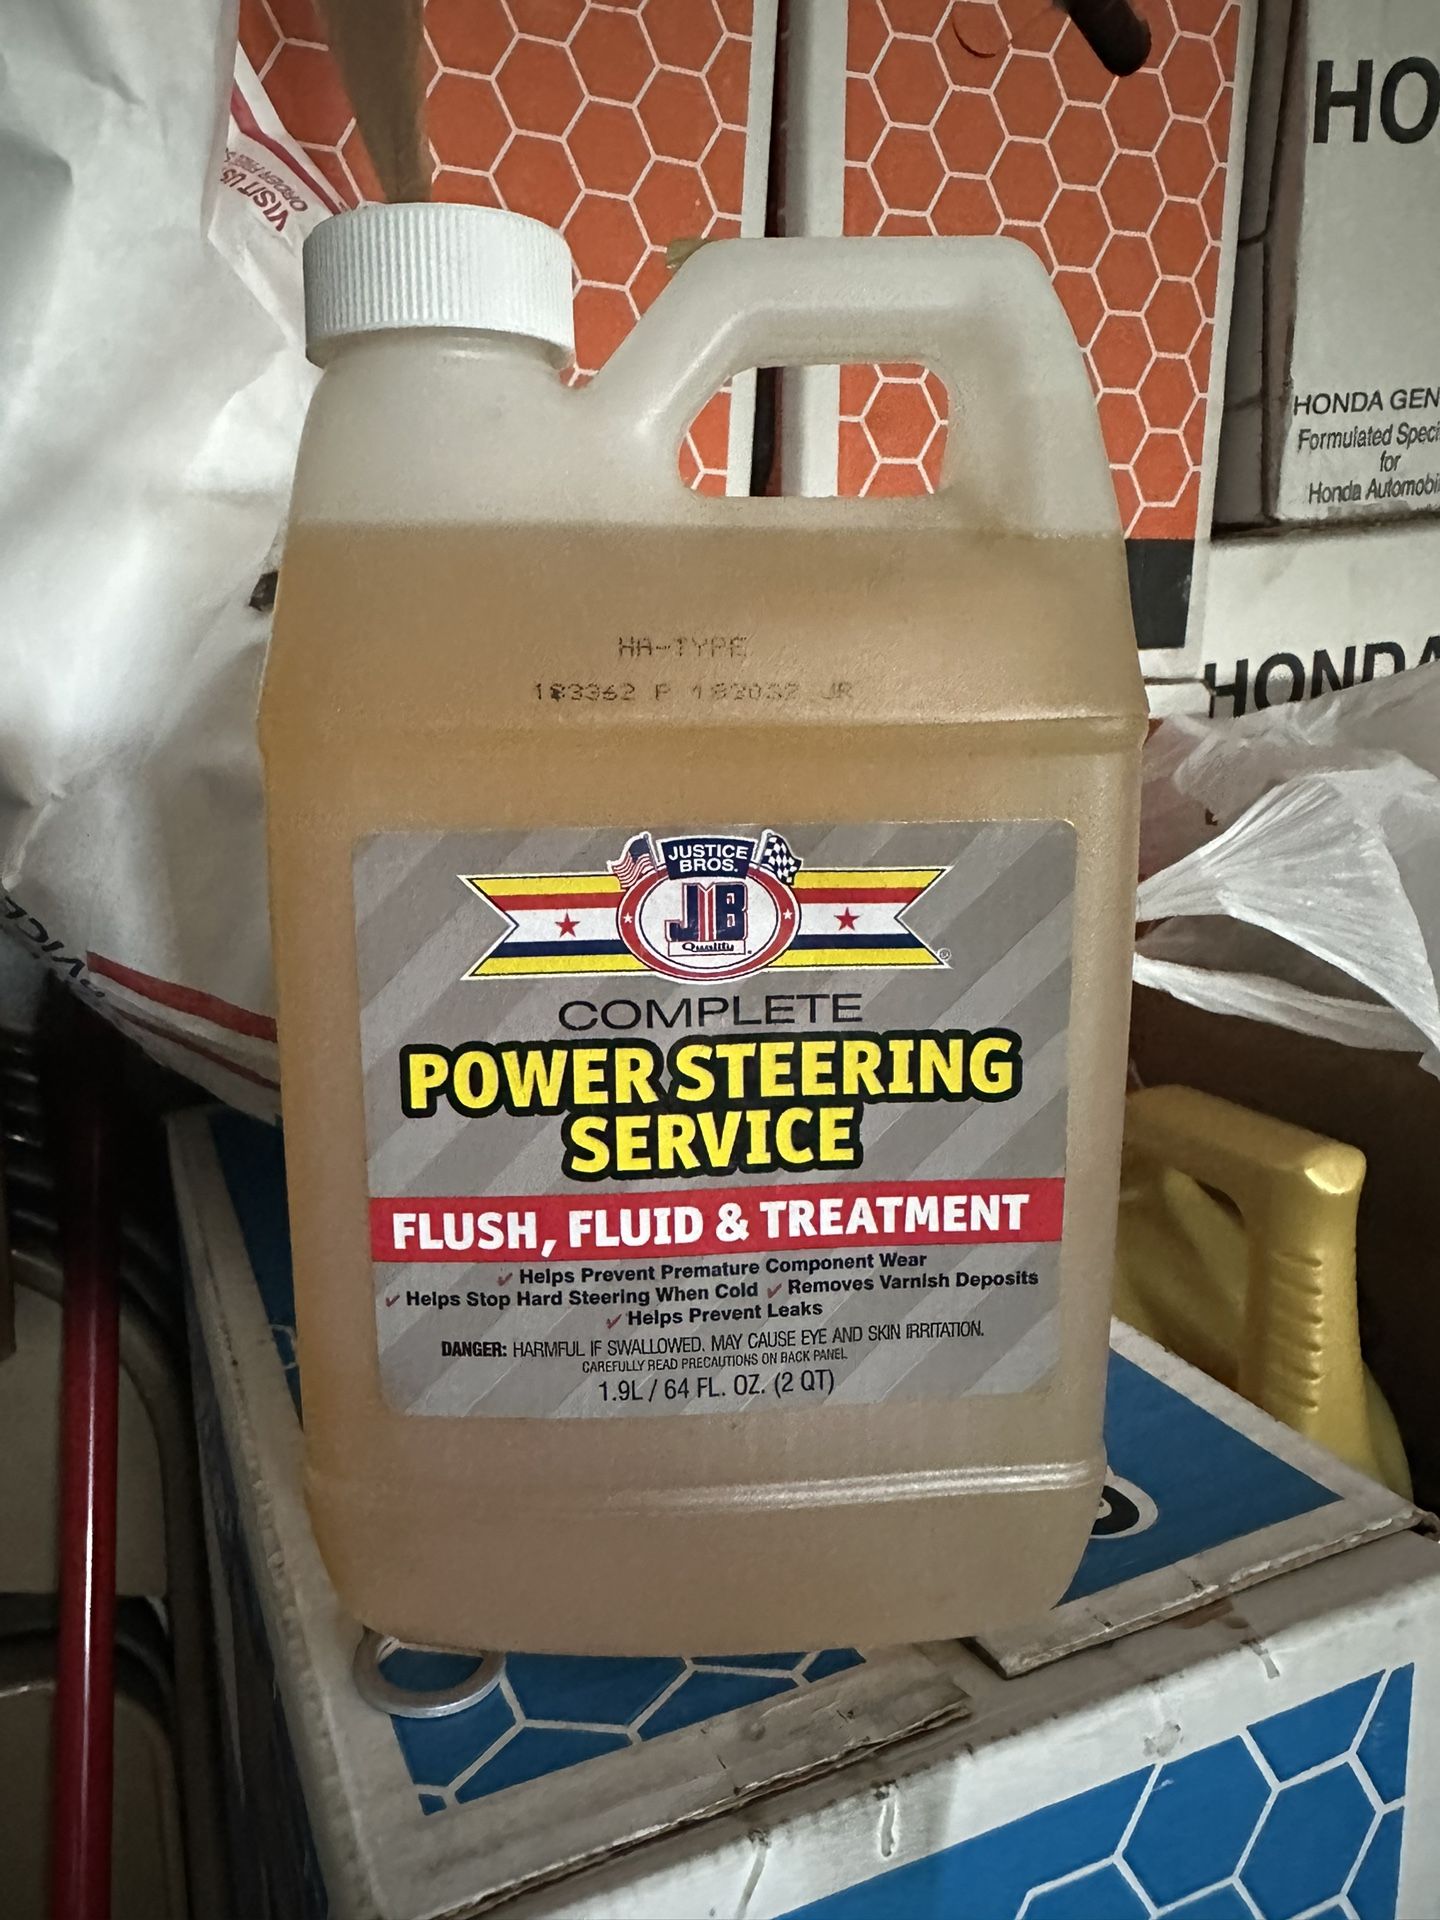 VISIT US
HO
HONDA GEN
Formulated Speci
for
Honda Automobi
HONDA
HA-TYPE
JR
JUSTICE
BROS.
JB
Quality
®
COMPLETE
POWER STEERING
SERVICE
FLUSH, FLUID & TREATMENT
✓ Helps Prevent Premature Component Wear
✓ Helps Stop Hard Steering When Cold ✓ Removes Varnish Deposits
✓ Helps Prevent Leaks
DANGER: HARMFUL IF SWALLOWED. MAY CAUSE EYE AND SKIN IRRITATION.
CAREFULLY READ PRECAUTIONS ON BACK PANEL
1.9L / 64 FL. OZ. (2 QT)